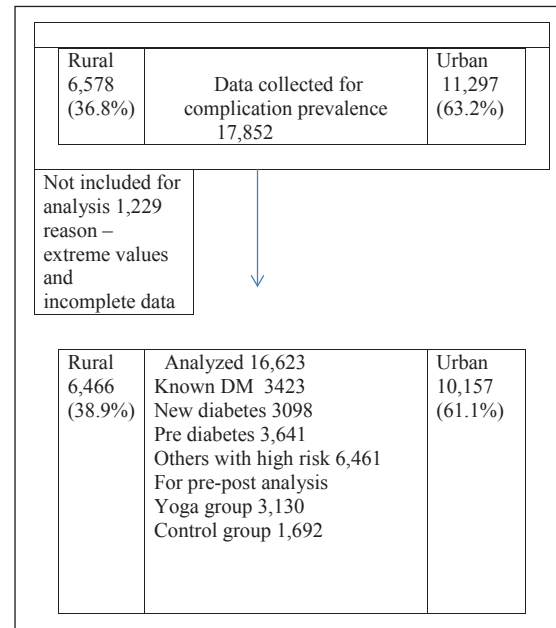 Rural
6,578
(36.8%)
Data collected for
complication prevalence
17,852
Urban
11,297
(63.2%)
Not included for
analysis 1,229
reason –
extreme values
and
incomplete data
Rural
6,466
(38.9%)
Analyzed 16,623
Known DM 3423
New diabetes 3098
Pre diabetes 3,641
Others with high risk 6,461
For pre-post analysis
Yoga group 3,130
Control group 1,692
Urban
10,157
(61.1%)